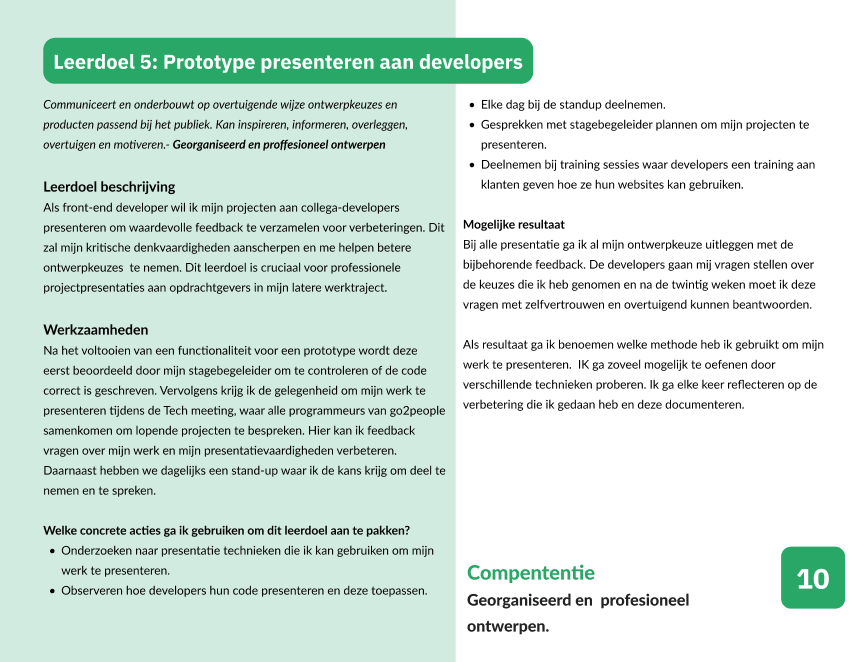 Leerdoel 5: Prototype presenteren aan developers
Communiceert en onderbouwt op overtuigende wijze ontwerpkeuzes en
producten passend bij het publiek. Kan inspireren, informeren, overleggen,
overtuigen en motiveren.- Georganiseerd en proffesioneel ontwerpen
Leerdoel beschrijving
Als front-end developer wil ik mijn projecten aan collega-developers
presenteren om waardevolle feedback te verzamelen voor verbeteringen. Dit
zal mijn kritische denkvaardigheden aanscherpen en me helpen betere
ontwerpkeuzes  te nemen. Dit leerdoel is cruciaal voor professionele
projectpresentaties aan opdrachtgevers in mijn latere werktraject.
Werkzaamheden
Na het voltooien van een functionaliteit voor een prototype wordt deze
eerst beoordeeld door mijn stagebegeleider om te controleren of de code
correct is geschreven. Vervolgens krijg ik de gelegenheid om mijn werk te
presenteren tijdens de Tech meeting, waar alle programmeurs van go2people
samenkomen om lopende projecten te bespreken. Hier kan ik feedback
vragen over mijn werk en mijn presentatievaardigheden verbeteren.
Daarnaast hebben we dagelijks een stand-up waar ik de kans krijg om deel te
nemen en te spreken.
Welke concrete acties ga ik gebruiken om dit leerdoel aan te pakken?
• Onderzoeken naar presentatie technieken die ik kan gebruiken om mijn
werk te presenteren.
• Observeren hoe developers hun code presenteren en deze toepassen.
• Elke dag bij de standup deelnemen.
• Gesprekken met stagebegeleider plannen om mijn projecten te
presenteren.
• Deelnemen bij training sessies waar developers een training aan
klanten geven hoe ze hun websites kan gebruiken.
Mogelijke resultaat
Bij alle presentatie ga ik al mijn ontwerpkeuze uitleggen met de
bijbehorende feedback. De developers gaan mij vragen stellen over
de keuzes die ik heb genomen en na de twintig weken moet ik deze
vragen met zelfvertrouwen en overtuigend kunnen beantwoorden.
Als resultaat ga ik benoemen welke methode heb ik gebruikt om mijn
werk te presenteren.  IK ga zoveel mogelijk te oefenen door
verschillende technieken proberen. Ik ga elke keer reflecteren op de
verbetering die ik gedaan heb en deze documenteren.
Compententie
Georganiseerd en  profesioneel
ontwerpen.
10